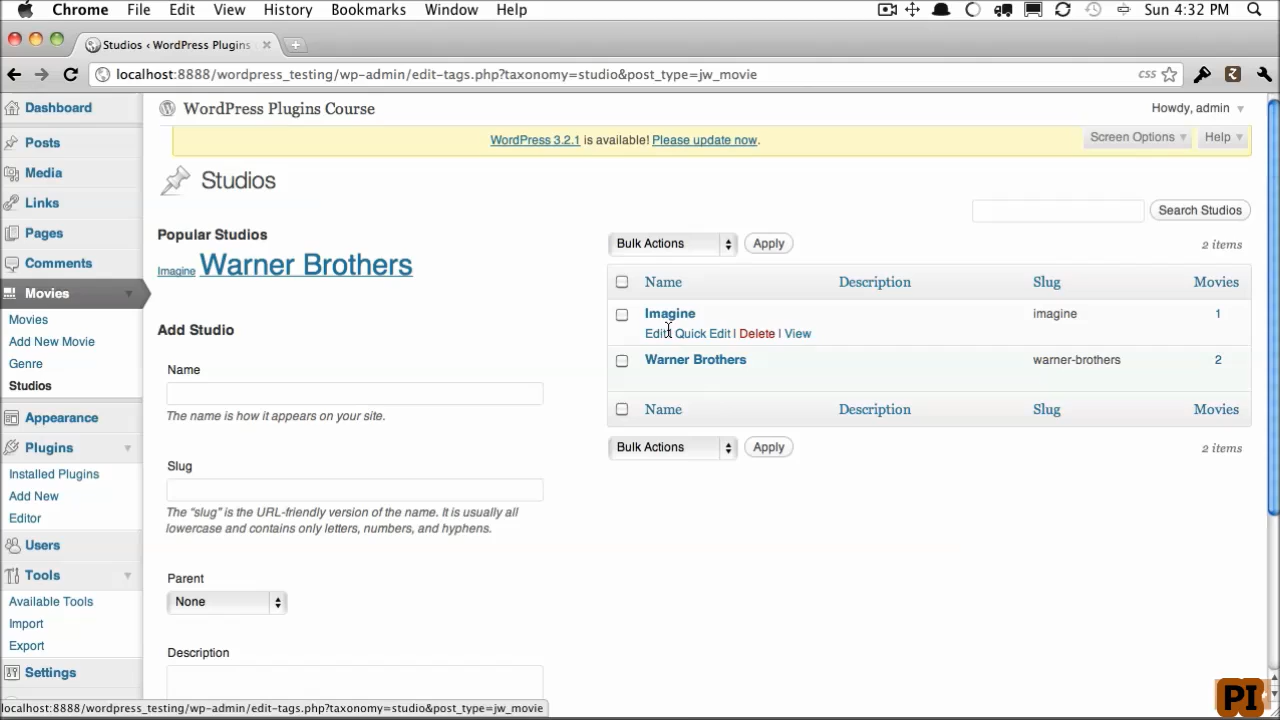 Chrome File Edit View History Bookmarks Window Help Sun 4:32 PM
Studios ‹ WordPress Plugins
localhost:8888/wordpress_testing/wp-admin/edit-tags.php?taxonomy=studio&post_type=jw_movie CSS
WordPress Plugins Course Howdy, admin
WordPress 3.2.1 is available! Please update now.
Screen Options Help
Dashboard
Posts
Media
Links
Pages
Comments
Movies
Movies
Add New Movie
Genre
Studios
Appearance
Plugins
Installed Plugins
Add New
Editor
Users
Tools
Available Tools
Import
Export
Settings
Studios
Popular Studios
Imagine Warner Brothers
Add Studio
Name
The name is how it appears on your site.
Slug
The “slug” is the URL-friendly version of the name. It is usually all
lowercase and contains only letters, numbers, and hyphens.
Parent
None
Description
Search Studios
Bulk Actions Apply 2 items
Name Description Slug Movies
Imagine imagine 1
Edit | Quick Edit | Delete | View
Warner Brothers warner-brothers 2
Name Description Slug Movies
Bulk Actions Apply 2 items
localhost:8888/wordpress_testing/wp-admin/edit-tags.php?taxonomy=studio&post_type=jw_movie
PI